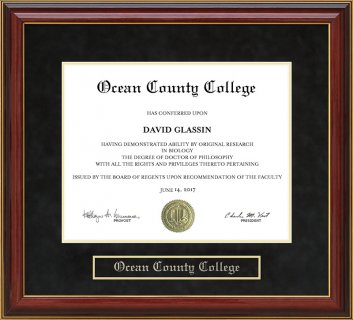 Ocean County College
HAS CONFERRED UPON
DAVID GLASSIN
HAVING DEMONSTRATED ABILITY BY ORIGINAL RESEARCH
IN BIOLOGY
THE DEGREE OF DOCTOR OF PHILOSOPHY
WITH ALL THE RIGHTS AND PRIVILEGES THERETO PERTAINING
ISSUED BY THE BOARD OF REGENTS UPON RECOMMENDATION OF THE FACULTY
JUNE 14, 2017
PROVOST
PRESIDENT
Ocean County College